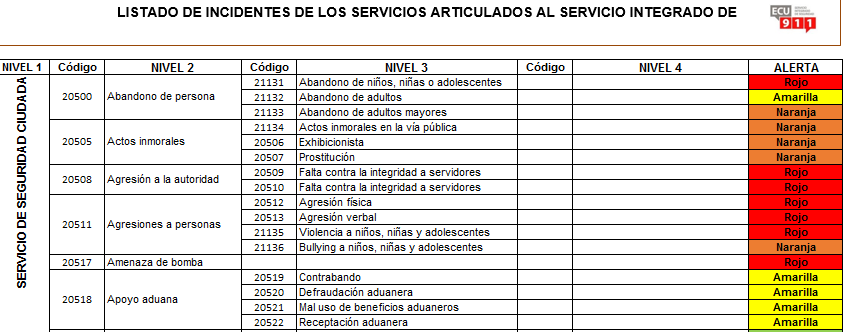 LISTADO DE INCIDENTES DE LOS SERVICIOS ARTICULADOS AL SERVICIO INTEGRADO DE
ECU
911
NIVEL 1 Código NIVEL 2 Código NIVEL 3 Código NIVEL 4 ALERTA
SERVICIO DE SEGURIDAD CIUDADA
20500 Abandono de persona
21131 Abandono de niños, niñas o adolescentes Rojo
21132 Abandono de adultos Amarilla
21133 Abandono de adultos mayores Naranja
20505 Actos inmorales
21134 Actos inmorales en la vía pública Naranja
20506 Exhibicionista Naranja
20507 Prostitución Naranja
20508 Agresión a la autoridad
20509 Falta contra la integridad a servidores Rojo
20510 Falta contra la integridad a servidores Rojo
20511 Agresiones a personas
20512 Agresión física Rojo
20513 Agresión verbal Rojo
21135 Violencia a niños, niñas y adolescentes Rojo
21136 Bullying a niños, niñas y adolescentes Naranja
20517 Amenaza de bomba Rojo
20518 Apoyo aduana
20519 Contrabando Amarilla
20520 Defraudación aduanera Amarilla
20521 Mal uso de beneficios aduaneros Amarilla
20522 Receptación aduanera Amarilla